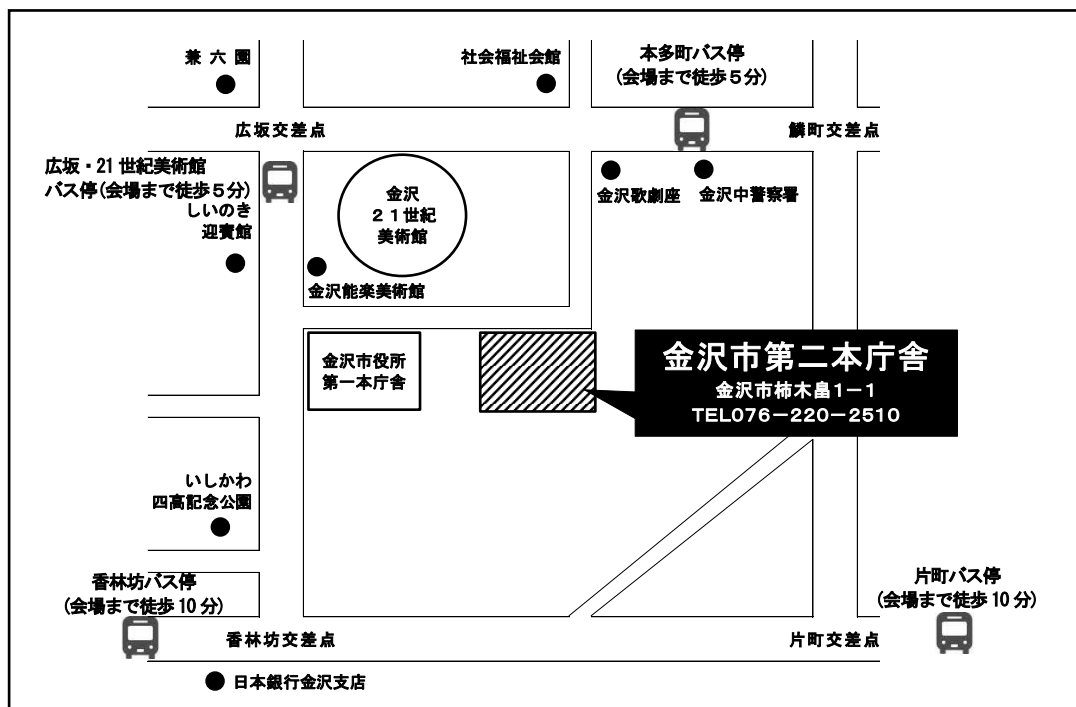 兼六園
社会福祉会館
本多町バス停
(会場まで徒歩５分)
広坂交差点
鱗町交差点
広坂・21世紀美術館
バス停(会場まで徒歩５分)
しいのき
迎賓館
金沢
２１世紀
美術館
金沢歌劇座
金沢中警察署
金沢能楽美術館
金沢市役所
第一本庁舎
金沢市第二本庁舎
金沢市柿木畠１－１
TEL076－220－2510
いしかわ
四高記念公園
香林坊バス停
(会場まで徒歩10分)
片町バス停
(会場まで徒歩10分)
香林坊交差点
片町交差点
日本銀行金沢支店